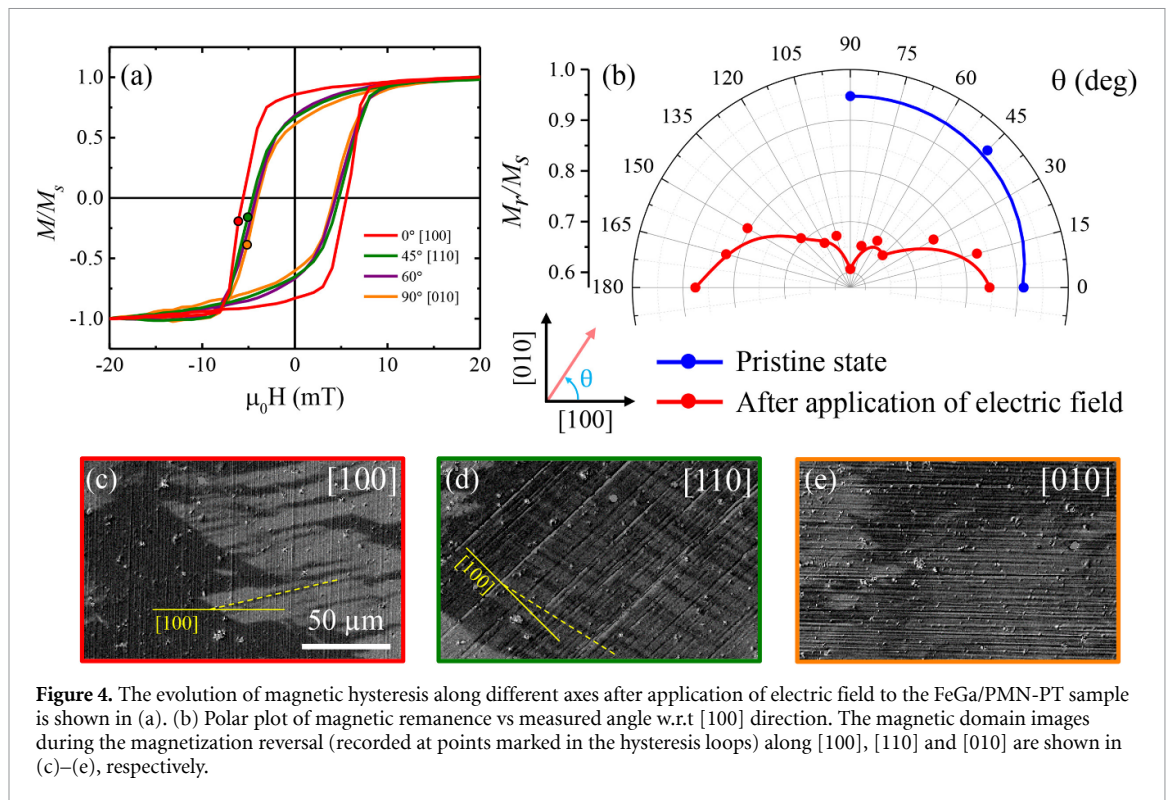 (a)
1.0
0.5
0.0
-0.5
-1.0
M/Ms
-20
-10
0
10
20
μ0H (mT)
0° [100]
45° [110]
60°
90° [010]
(b)
θ (deg)
1.0
0.9
0.8
0.7
0.6
Mr/Ms
180
165
150
135
120
105
90
75
60
45
30
15
0
[010]
θ
[100]
Pristine state
After application of electric field
(c)
[100]
[100]
50 μm
(d)
[110]
[100]
(e)
[010]
Figure 4. The evolution of magnetic hysteresis along different axes after application of electric field to the FeGa/PMN-PT sample
is shown in (a). (b) Polar plot of magnetic remanence vs measured angle w.r.t [100] direction. The magnetic domain images
during the magnetization reversal (recorded at points marked in the hysteresis loops) along [100], [110] and [010] are shown in
(c)–(e), respectively.